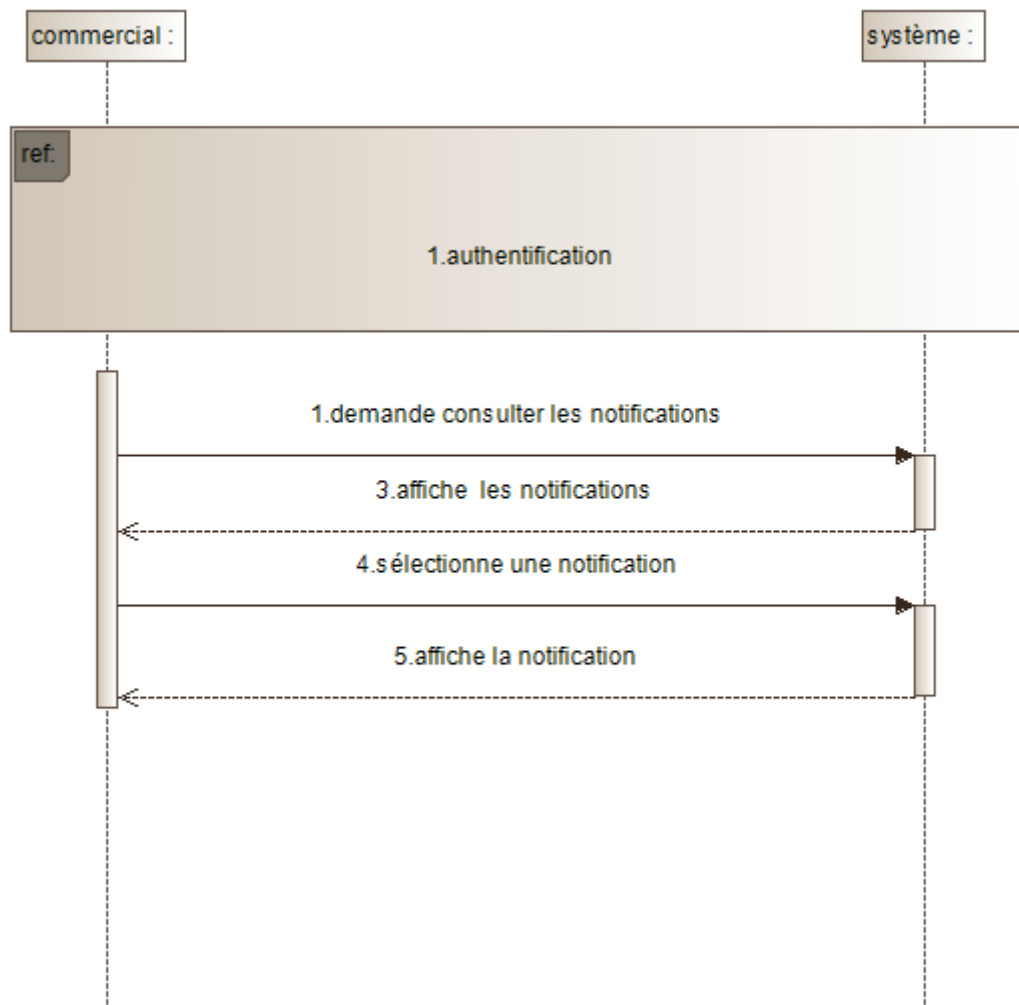 commercial :
système :
ref:
1.authentification
1.demande consulter les notifications
3.affiche les notifications
4.sélectionne une notification
5.affiche la notification